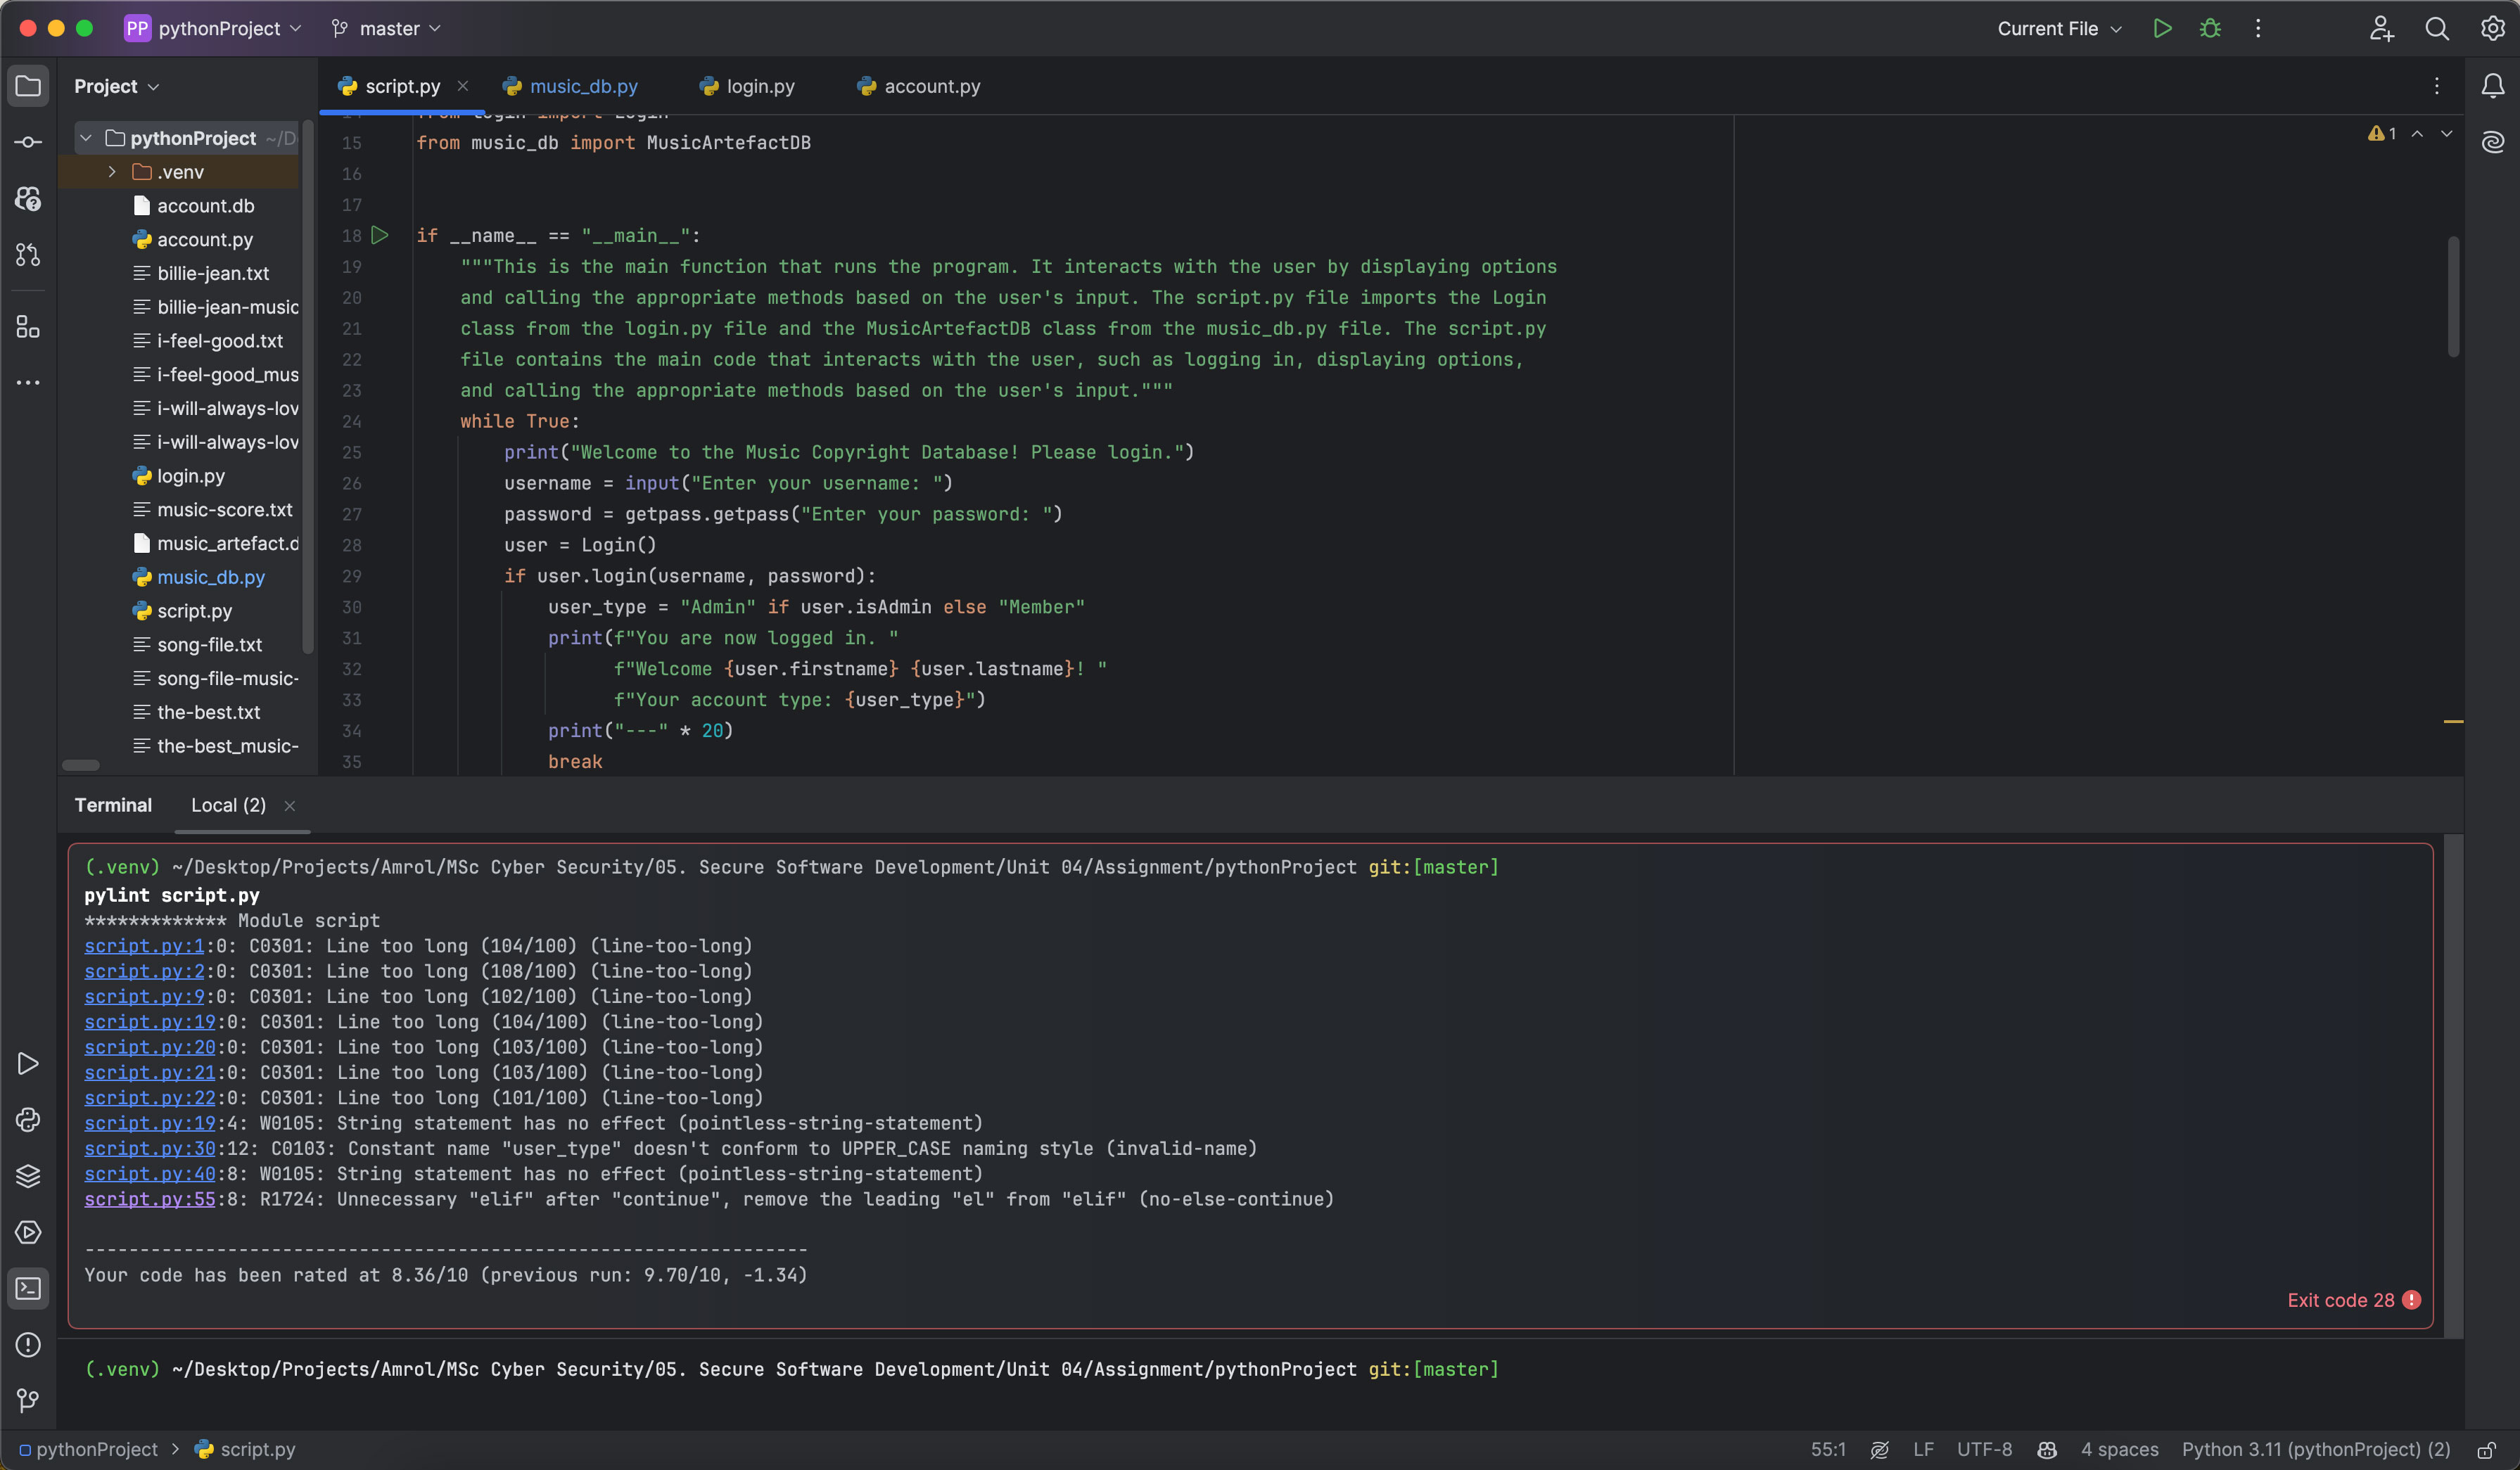 PP pythonProject master
Current File
Project
script.py
music_db.py
login.py
account.py
pythonProject ~/D
.venv
account.db
account.py
billie-jean.txt
billie-jean-music
i-feel-good.txt
i-feel-good_mus
i-will-always-lov
i-will-always-lov
login.py
music-score.txt
music_artefact.d
music_db.py
script.py
song-file.txt
song-file-music-
the-best.txt
the-best_music-
from login import Login
15 from music_db import MusicArtefactDB
1
16
17
18 if __name__ == "__main__":
19 """This is the main function that runs the program. It interacts with the user by displaying options
20 and calling the appropriate methods based on the user's input. The script.py file imports the Login
21 class from the login.py file and the MusicArtefactDB class from the music_db.py file. The script.py
22 file contains the main code that interacts with the user, such as logging in, displaying options,
23 and calling the appropriate methods based on the user's input."""
24 while True:
25 print("Welcome to the Music Copyright Database! Please login.")
26 username = input("Enter your username: ")
27 password = getpass.getpass("Enter your password: ")
28 user = Login()
29 if user.login(username, password):
30 user_type = "Admin" if user.isAdmin else "Member"
31 print(f"You are now logged in. "
32 f"Welcome {user.firstname} {user.lastname}! "
33 f"Your account type: {user_type}")
34 print("---" * 20)
35 break
Terminal Local (2)
(.venv) ~/Desktop/Projects/Amrol/MSc Cyber Security/05. Secure Software Development/Unit 04/Assignment/pythonProject git:[master]
pylint script.py
************* Module script
script.py:1:0: C0301: Line too long (104/100) (line-too-long)
script.py:2:0: C0301: Line too long (108/100) (line-too-long)
script.py:9:0: C0301: Line too long (102/100) (line-too-long)
script.py:19:0: C0301: Line too long (104/100) (line-too-long)
script.py:20:0: C0301: Line too long (103/100) (line-too-long)
script.py:21:0: C0301: Line too long (103/100) (line-too-long)
script.py:22:0: C0301: Line too long (101/100) (line-too-long)
script.py:19:4: W0105: String statement has no effect (pointless-string-statement)
script.py:30:12: C0103: Constant name "user_type" doesn't conform to UPPER_CASE naming style (invalid-name)
script.py:40:8: W0105: String statement has no effect (pointless-string-statement)
script.py:55:8: R1724: Unnecessary "elif" after "continue", remove the leading "el" from "elif" (no-else-continue)
------------------------------------------------------------------
Your code has been rated at 8.36/10 (previous run: 9.70/10, -1.34)
Exit code 28
(.venv) ~/Desktop/Projects/Amrol/MSc Cyber Security/05. Secure Software Development/Unit 04/Assignment/pythonProject git:[master]
pythonProject > script.py
55:1 LF UTF-8 4 spaces Python 3.11 (pythonProject) (2)